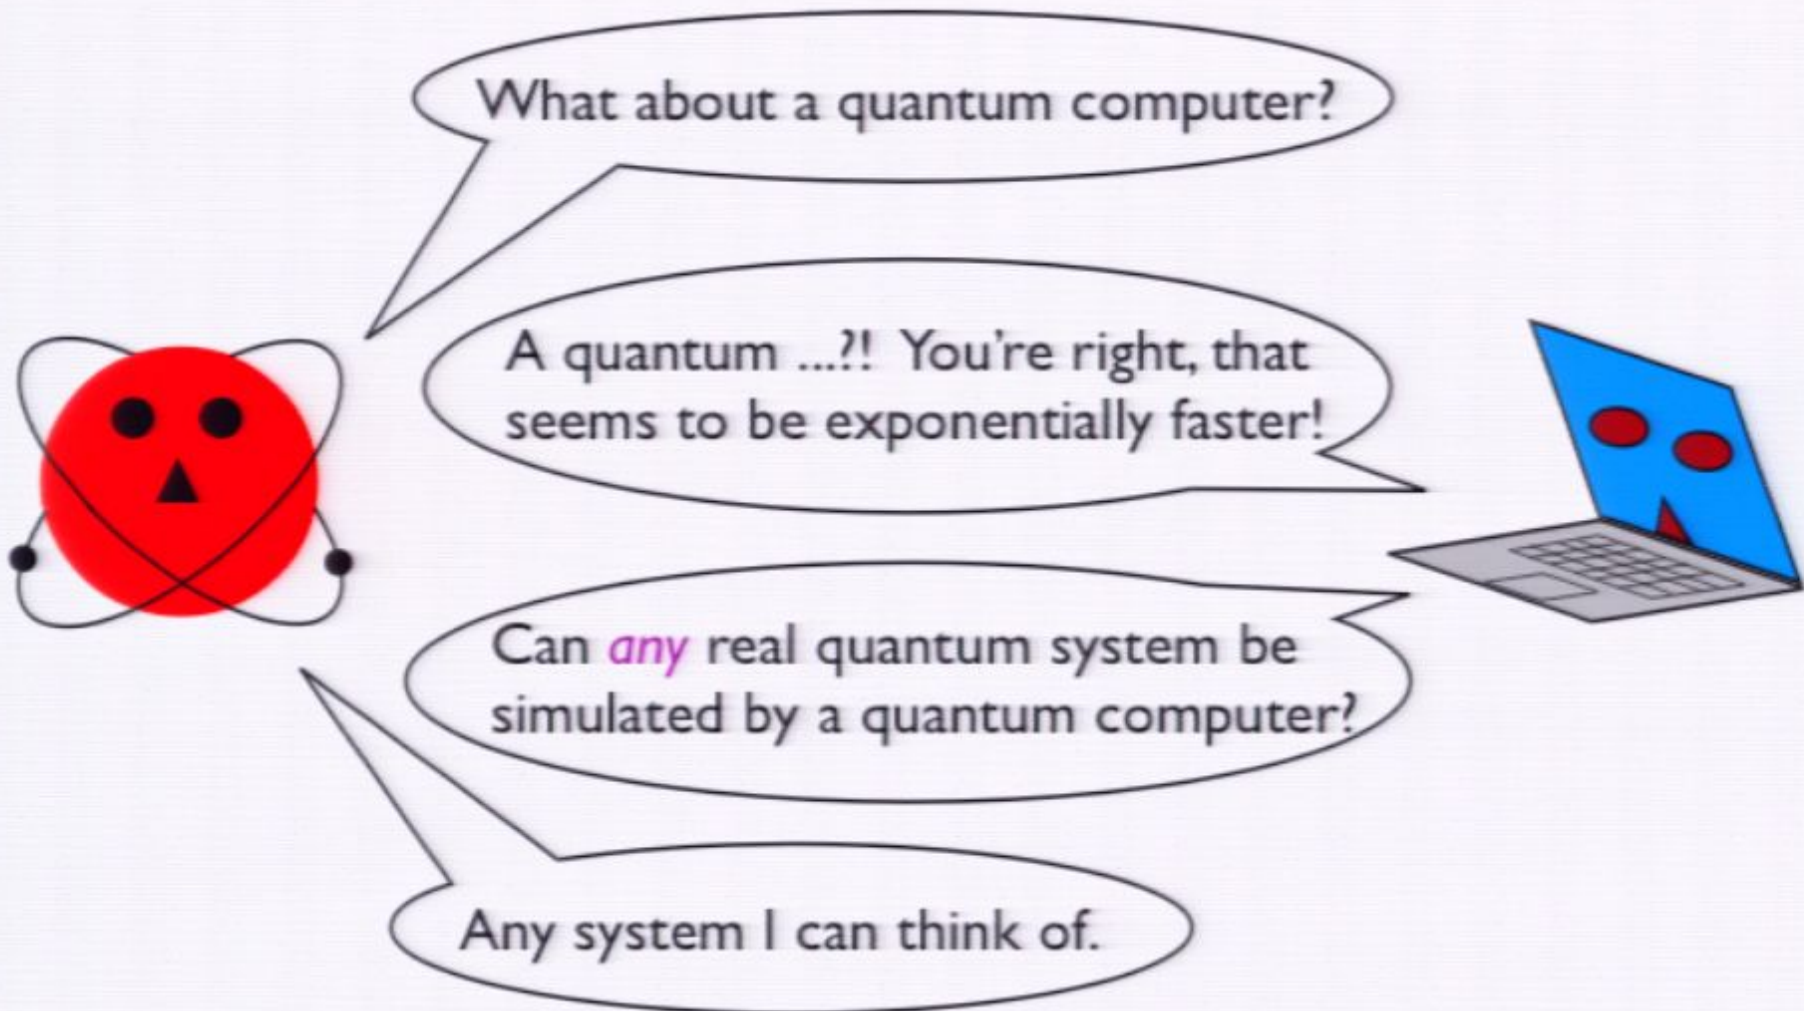 What about a quantum computer?
A quantum ...?! You're right, that
seems to be exponentially faster!
Can any real quantum system be
simulated by a quantum computer?
Any system I can think of.